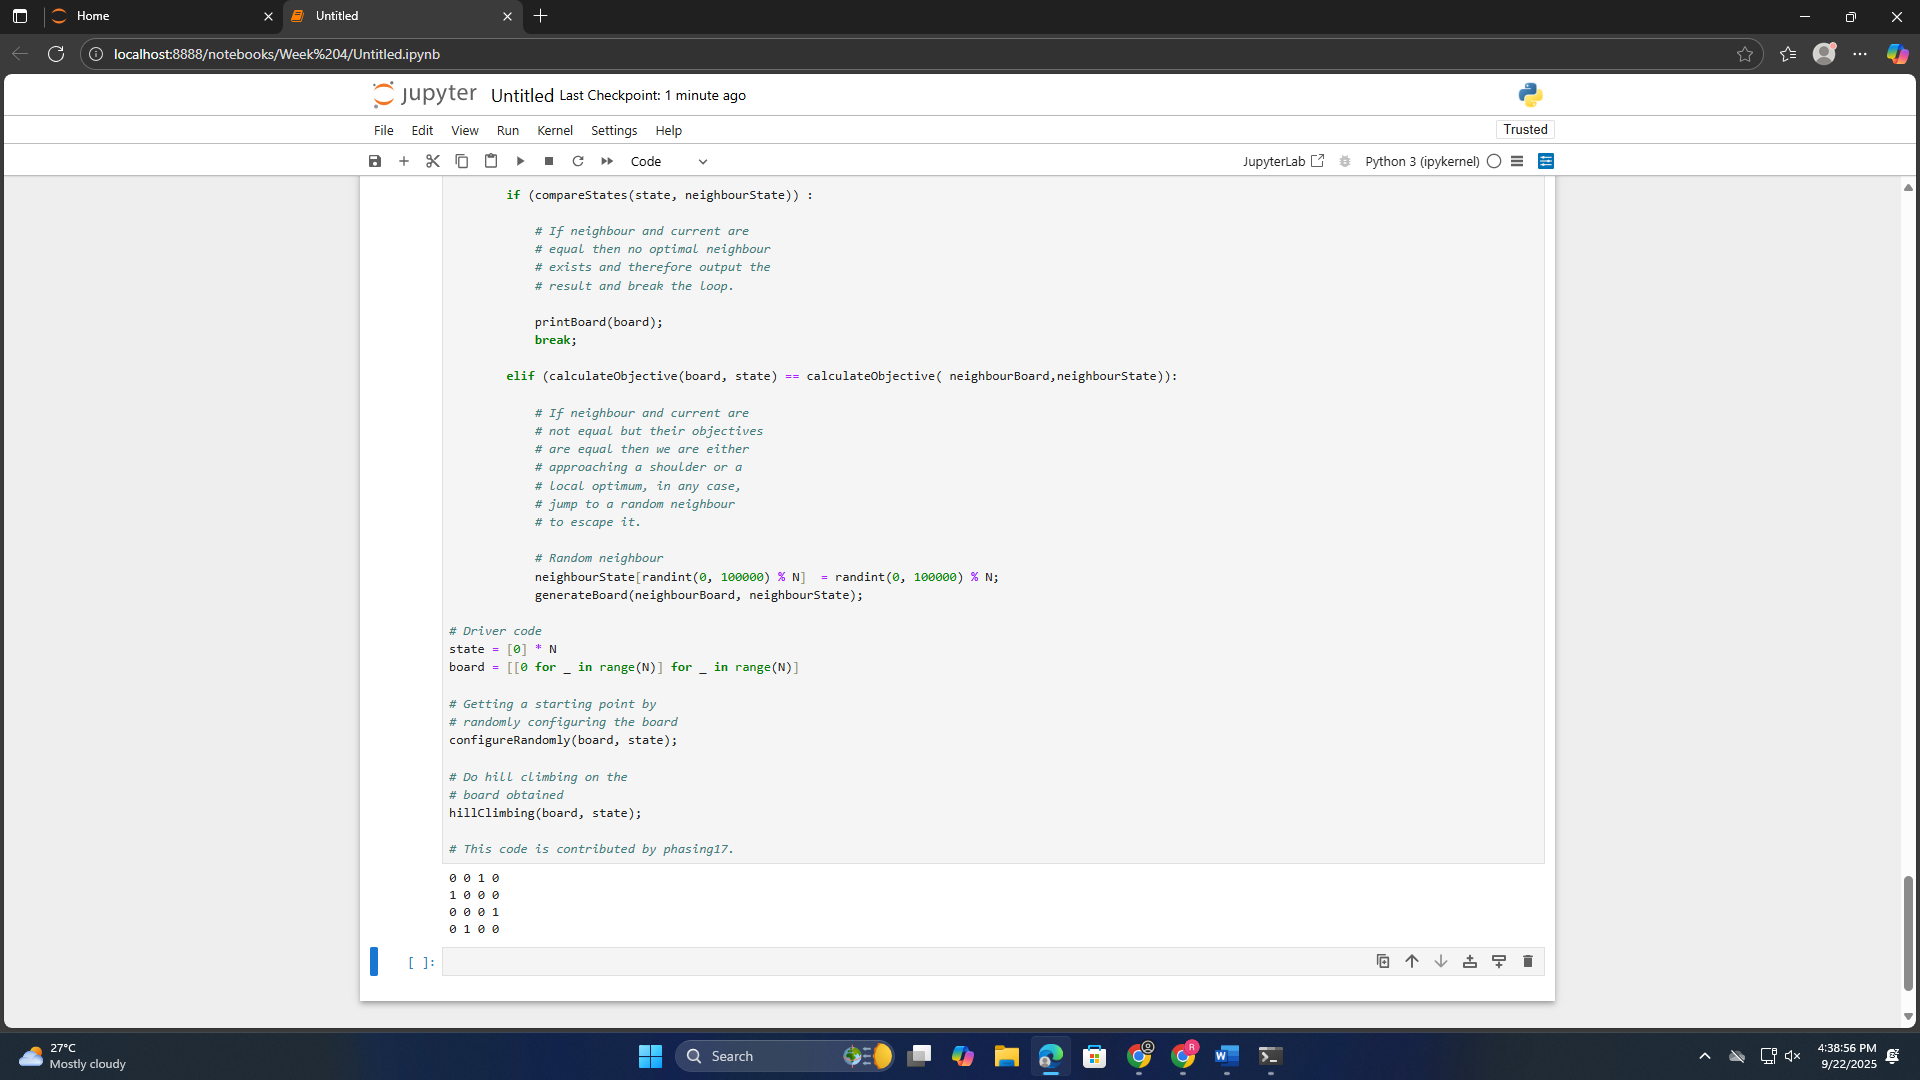 Home
Untitled
localhost:8888/notebooks/Week%204/Untitled.ipynb
jupyter Untitled Last Checkpoint: 1 minute ago
File Edit View Run Kernel Settings Help
Trusted
Code
JupyterLab
Python 3 (ipykernel)
if (compareStates(state, neighbourState)) :
# If neighbour and current are
# equal then no optimal neighbour
# exists and therefore output the
# result and break the loop.
printBoard(board);
break;
elif (calculateObjective(board, state) == calculateObjective( neighbourBoard,neighbourState)):
# If neighbour and current are
# not equal but their objectives
# are equal then we are either
# approaching a shoulder or a
# local optimum, in any case,
# jump to a random neighbour
# to escape it.
# Random neighbour
neighbourState[randint(0, 100000) % N]  = randint(0, 100000) % N;
generateBoard(neighbourBoard, neighbourState);
# Driver code
state = [0] * N
board = [[0 for _ in range(N)] for _ in range(N)]
# Getting a starting point by
# randomly configuring the board
configureRandomly(board, state);
# Do hill climbing on the
# board obtained
hillClimbing(board, state);
# This code is contributed by phasing17.
0 0 1 0
1 0 0 0
0 0 0 1
0 1 0 0
[ ]:
27°C
Mostly cloudy
Search
R
4:38:56 PM
9/22/2025